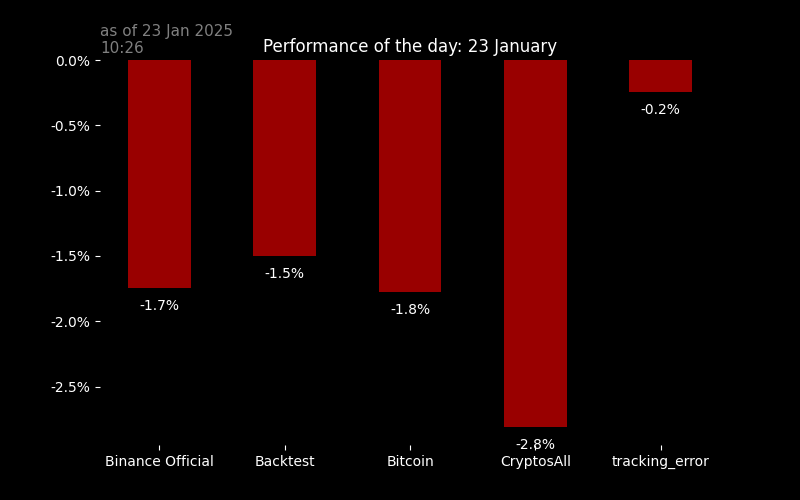 as of 23 Jan 2025
10:26
Performance of the day: 23 January
0.0%
-0.5%
-1.0%
-1.5%
-2.0%
-2.5%
-1.7%
-1.5%
-1.8%
-2.8%
-0.2%
Binance Official
Backtest
Bitcoin
CryptosAll
tracking_error